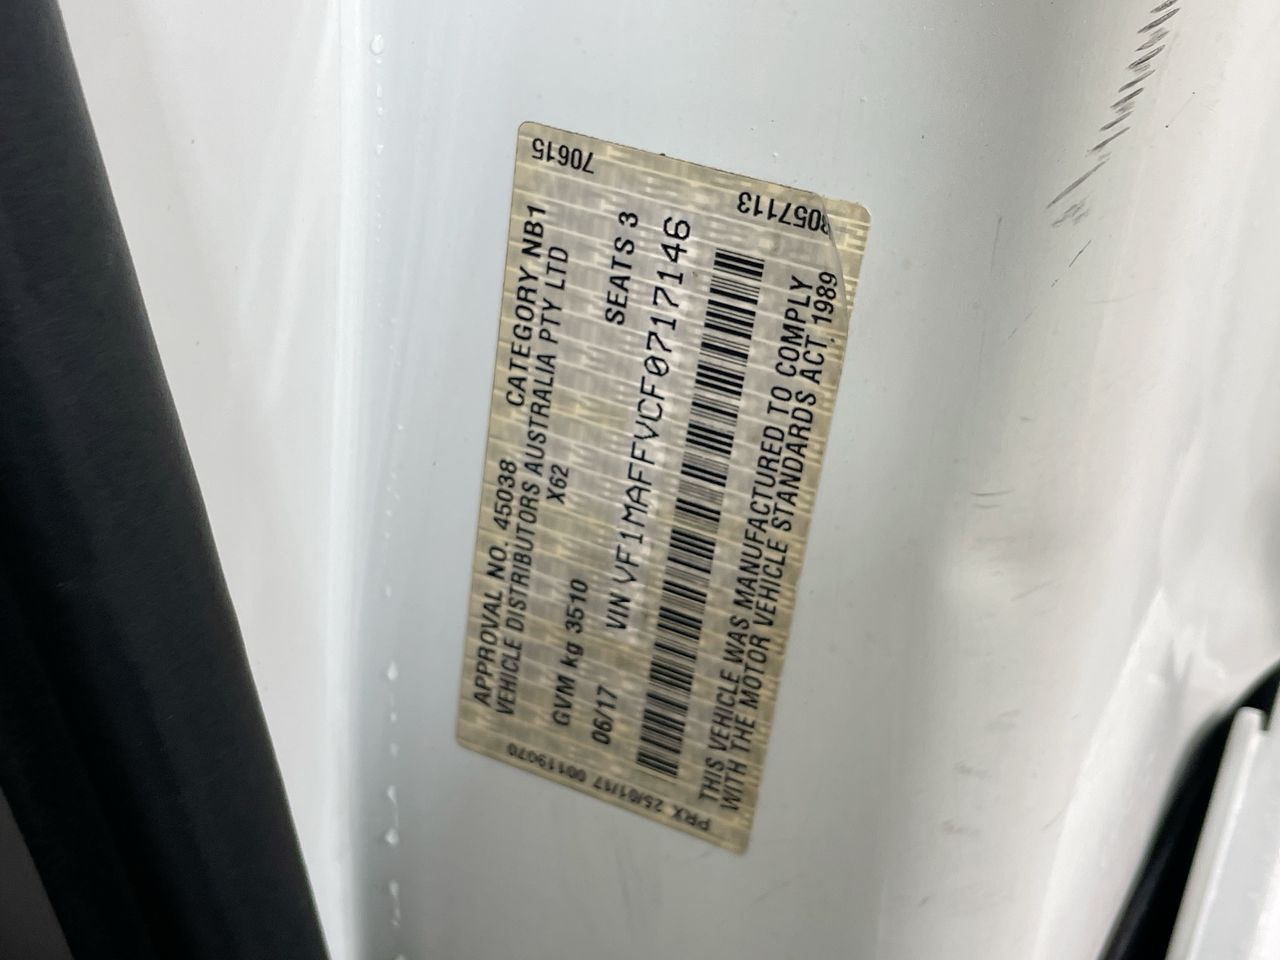 70615
8057113
APPROVAL NO. 45038 CATEGORY NB1
VEHICLE DISTRIBUTORS AUSTRALIA PTY LTD
X62
GVM kg 3510
06/17 SEATS 3
VIN VF1MAFFVCF0717146
THIS VEHICLE WAS MANUFACTURED TO COMPLY
WITH THE MOTOR VEHICLE STANDARDS ACT 1989
PRX 25/01/17 00119070